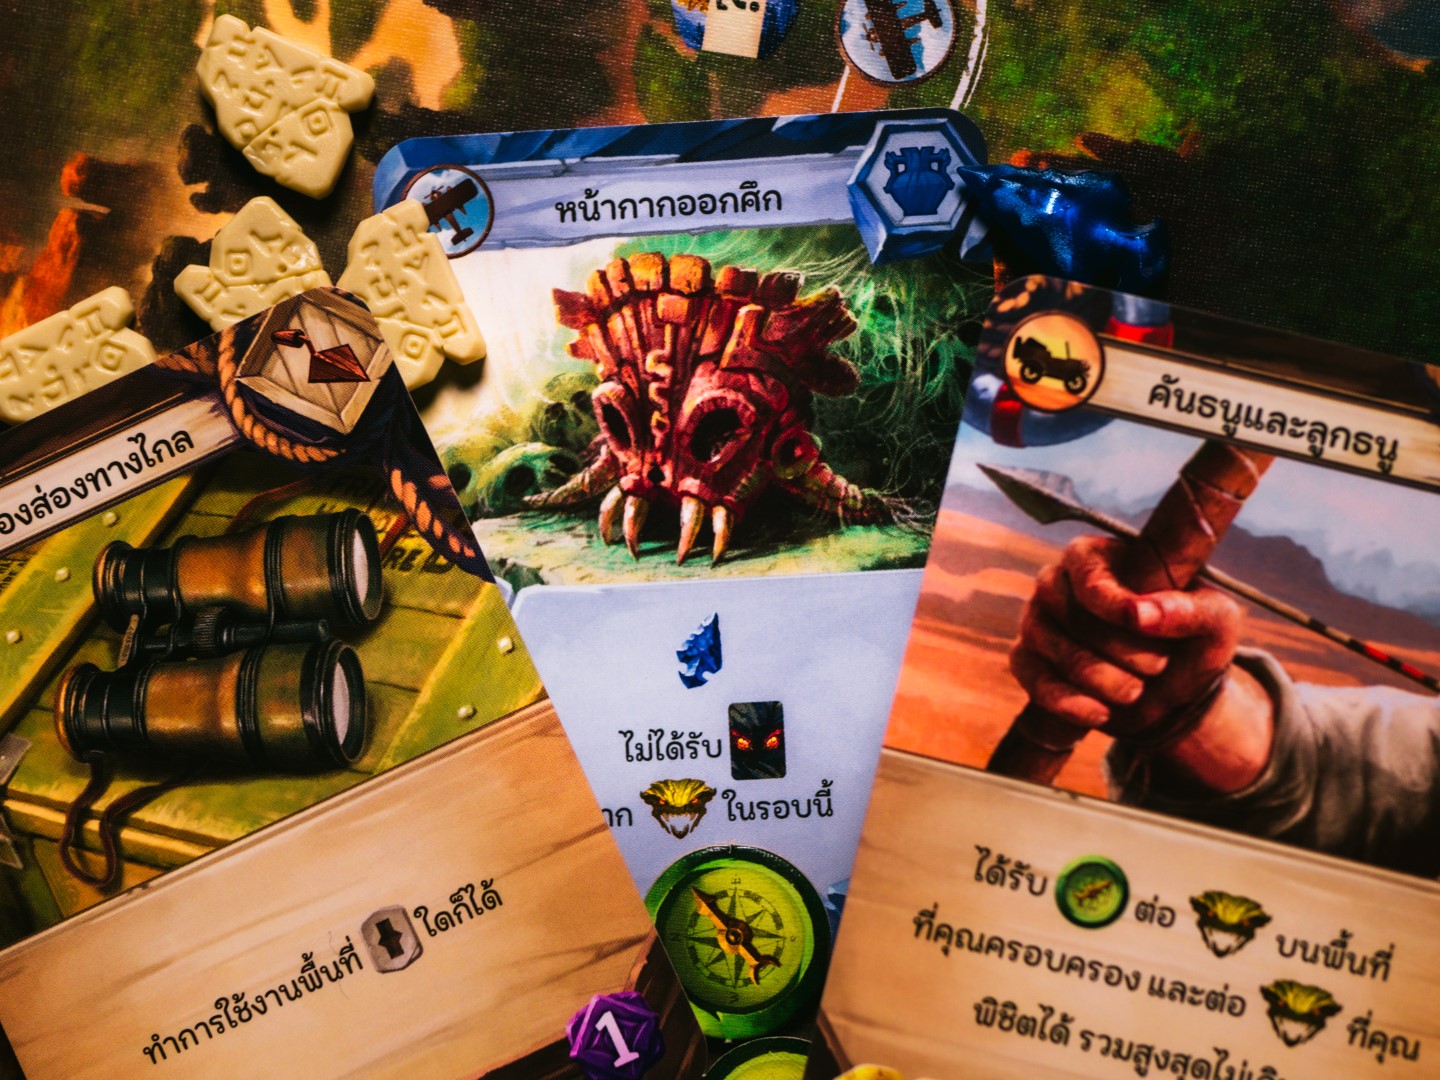 หน้ากากออกศึก
ไม่ได้รับ
ในรอบนี้
องส่องทางไกล
ทำการใช้งานพื้นที่ ใดก็ได้
1
คันธนูและลูกธนู
ได้รับ ต่อ บนพื้นที่
ที่คุณครอบครอง และต่อ ที่คุณ
พิชิตได้ รวมสูงสุดไม่